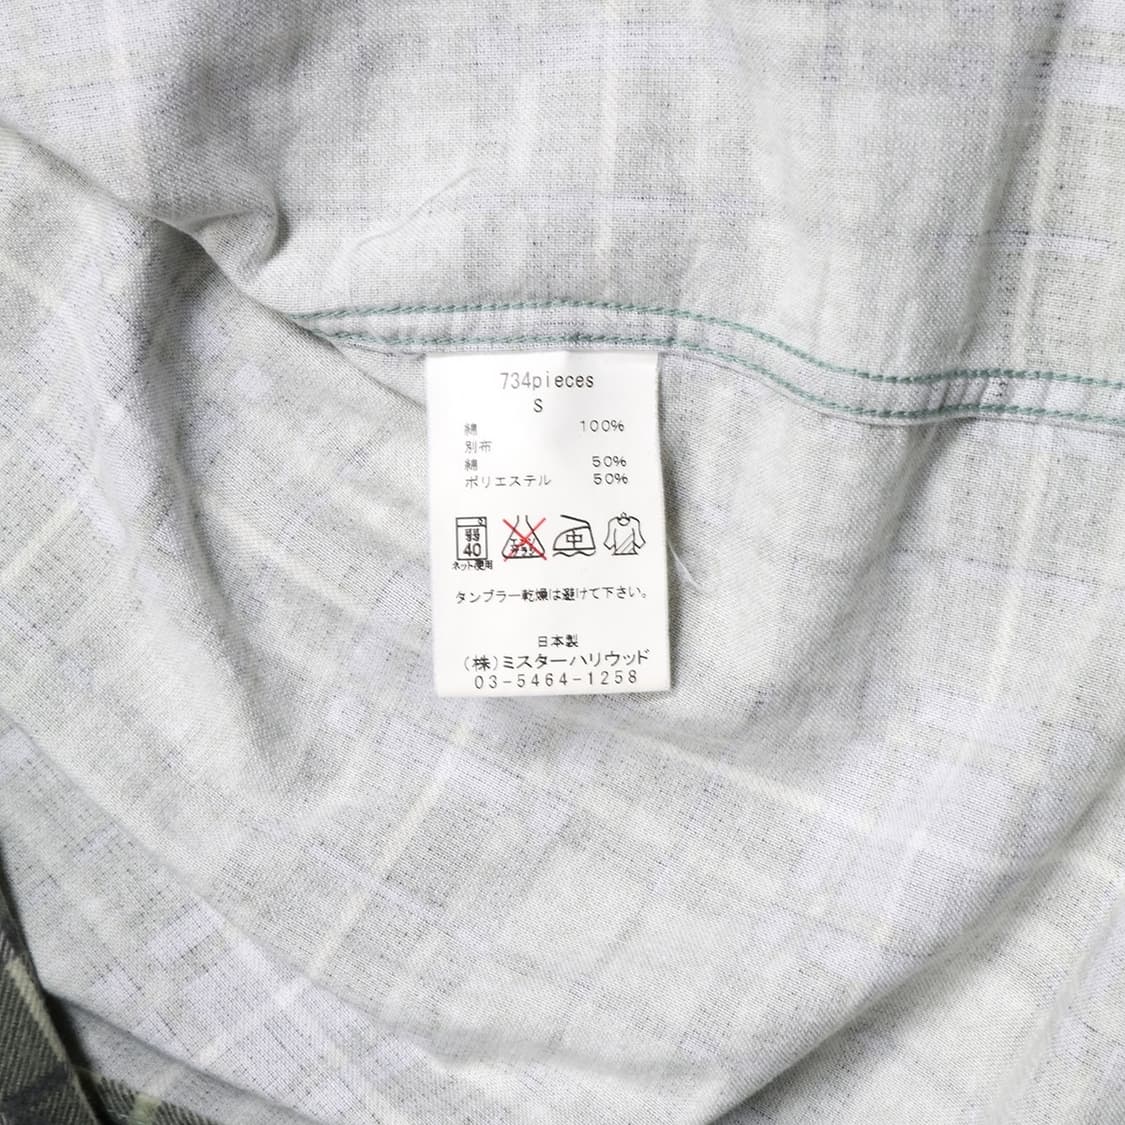 734pieces
S
綿 100%
別布
綿 50%
ポリエステル 50%
弱
40
ネット使用
中
タンブラー乾燥は避けて下さい。
日本製
(株)ミスターハリウッド
03-5464-1258